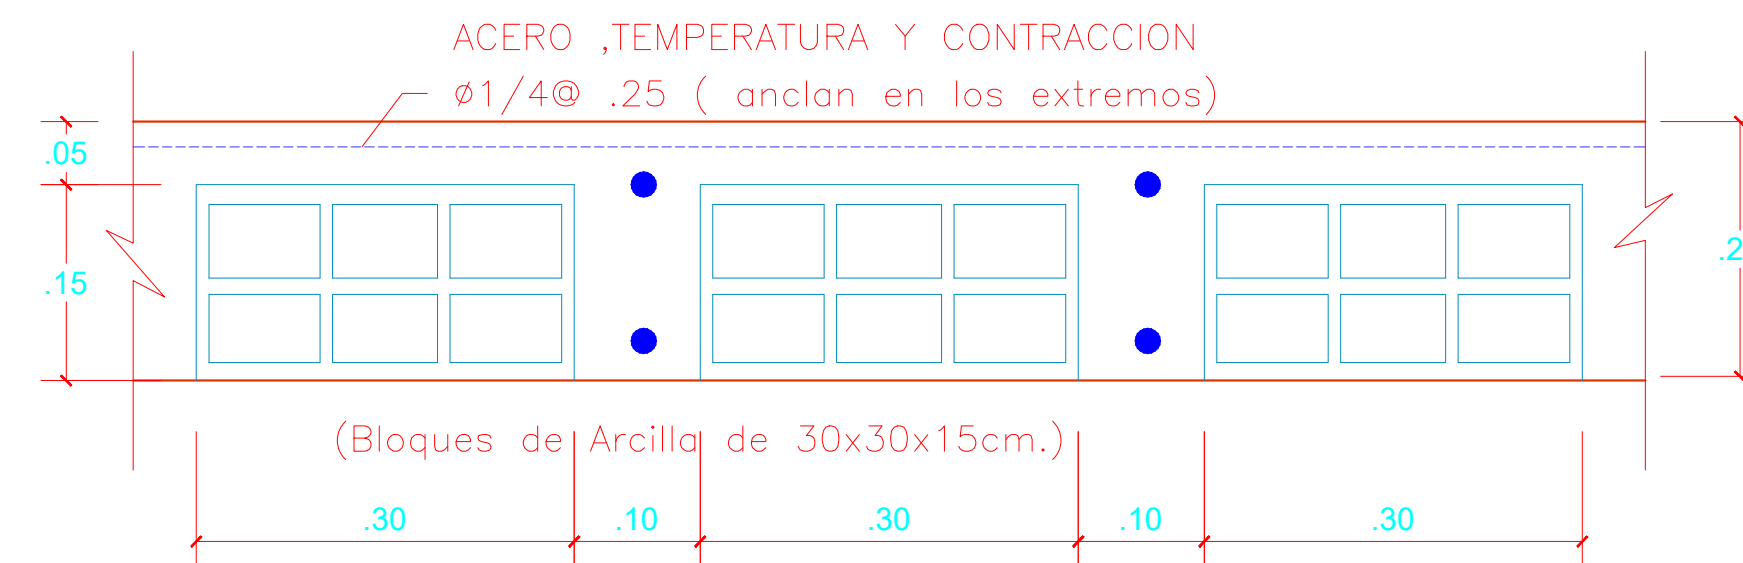 ACERO ,TEMPERATURA Y CONTRACCION
ø1/4@ .25 ( anclan en los extremos)
.05
.15
.2
(Bloques de Arcilla de 30x30x15cm.)
.30 .10 .30 .10 .30